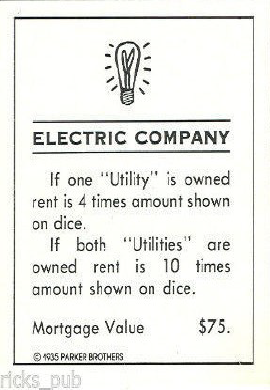 ELECTRIC COMPANY
If one "Utility" is owned
rent is 4 times amount shown
on dice.
If both "Utilities" are
owned rent is 10 times
amount shown on dice.
Mortgage Value $75.
© 1935 PARKER BROTHERS
ricks_pub